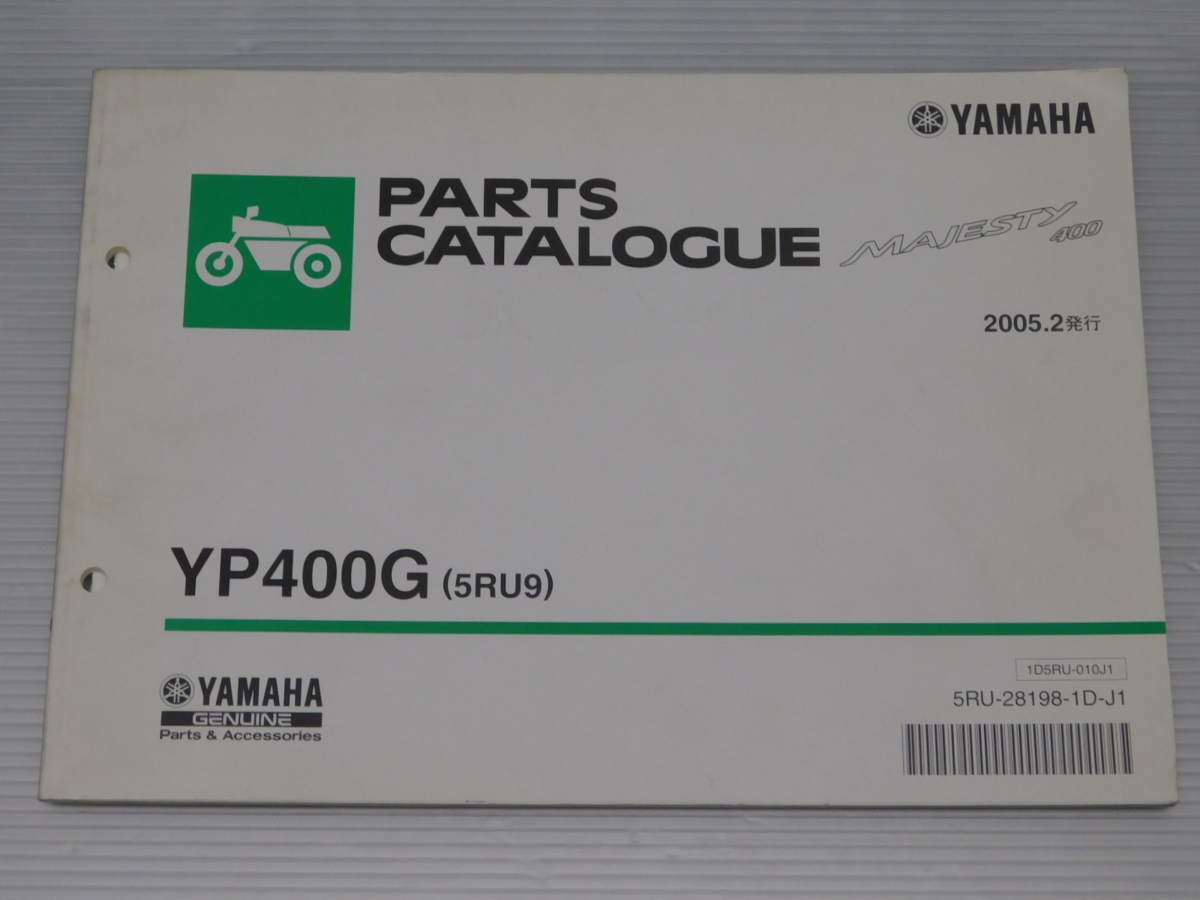 YAMAHA
PARTS
CATALOGUE
MAJESTY 400
2005.2発行
YP400G (5RU9)
YAMAHA
GENUINE
Parts & Accessories
1D5RU-010J1
5RU-28198-1D-J1